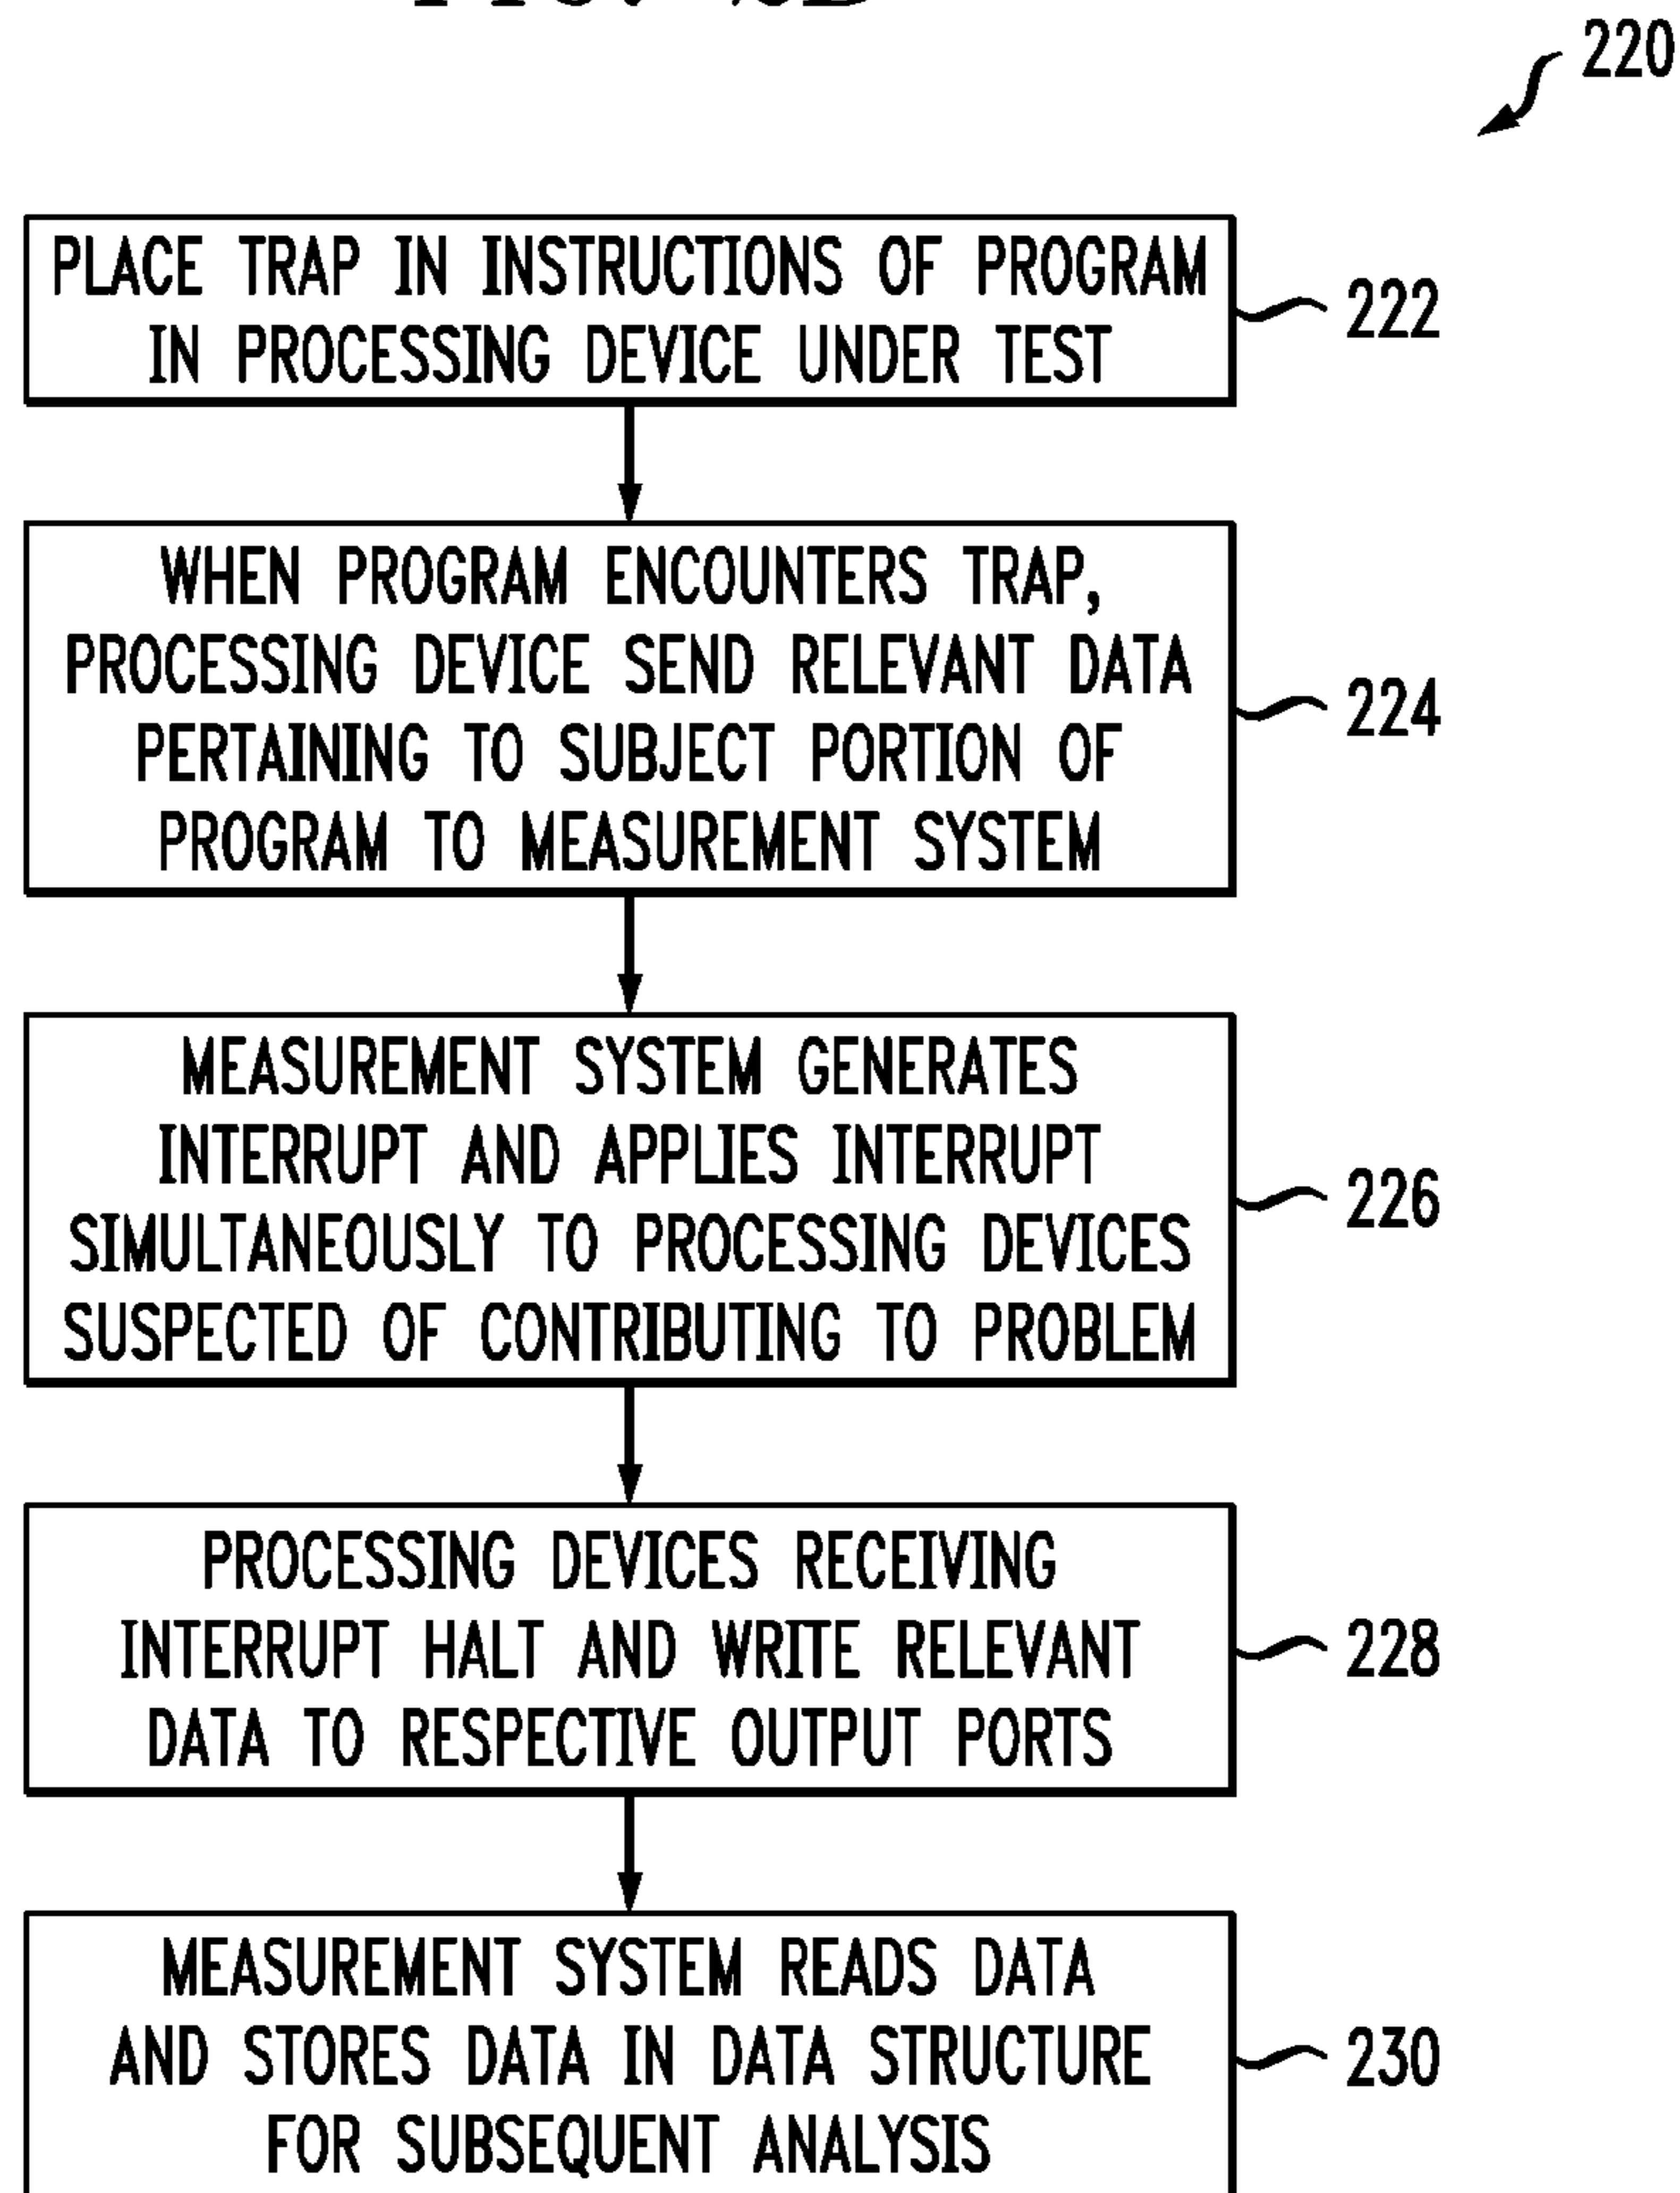 220
PLACE TRAP IN INSTRUCTIONS OF PROGRAM
IN PROCESSING DEVICE UNDER TEST
222
WHEN PROGRAM ENCOUNTERS TRAP,
PROCESSING DEVICE SEND RELEVANT DATA
PERTAINING TO SUBJECT PORTION OF
PROGRAM TO MEASUREMENT SYSTEM
224
MEASUREMENT SYSTEM GENERATES
INTERRUPT AND APPLIES INTERRUPT
SIMULTANEOUSLY TO PROCESSING DEVICES
SUSPECTED OF CONTRIBUTING TO PROBLEM
226
PROCESSING DEVICES RECEIVING
INTERRUPT HALT AND WRITE RELEVANT
DATA TO RESPECTIVE OUTPUT PORTS
228
MEASUREMENT SYSTEM READS DATA
AND STORES DATA IN DATA STRUCTURE
FOR SUBSEQUENT ANALYSIS
230